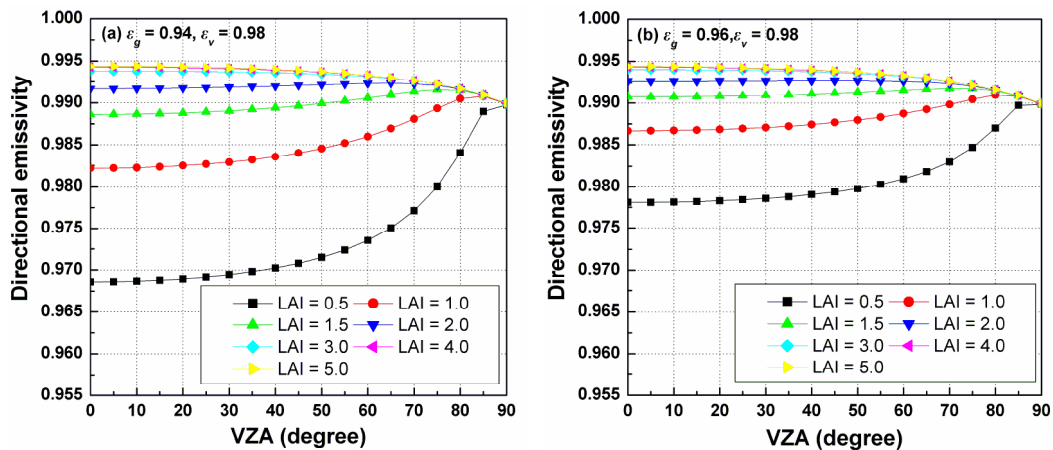 (a) εg = 0.94, εv = 0.98
1.000
0.995
0.990
0.985
0.980
0.975
0.970
0.965
0.960
0.955
Directional emissivity
LAI = 0.5 LAI = 1.0
LAI = 1.5 LAI = 2.0
LAI = 3.0 LAI = 4.0
LAI = 5.0
0 10 20 30 40 50 60 70 80 90
VZA (degree)
(b) εg = 0.96,εv = 0.98
1.000
0.995
0.990
0.985
0.980
0.975
0.970
0.965
0.960
0.955
Directional emissivity
LAI = 0.5 LAI = 1.0
LAI = 1.5 LAI = 2.0
LAI = 3.0 LAI = 4.0
LAI = 5.0
0 10 20 30 40 50 60 70 80 90
VZA (degree)